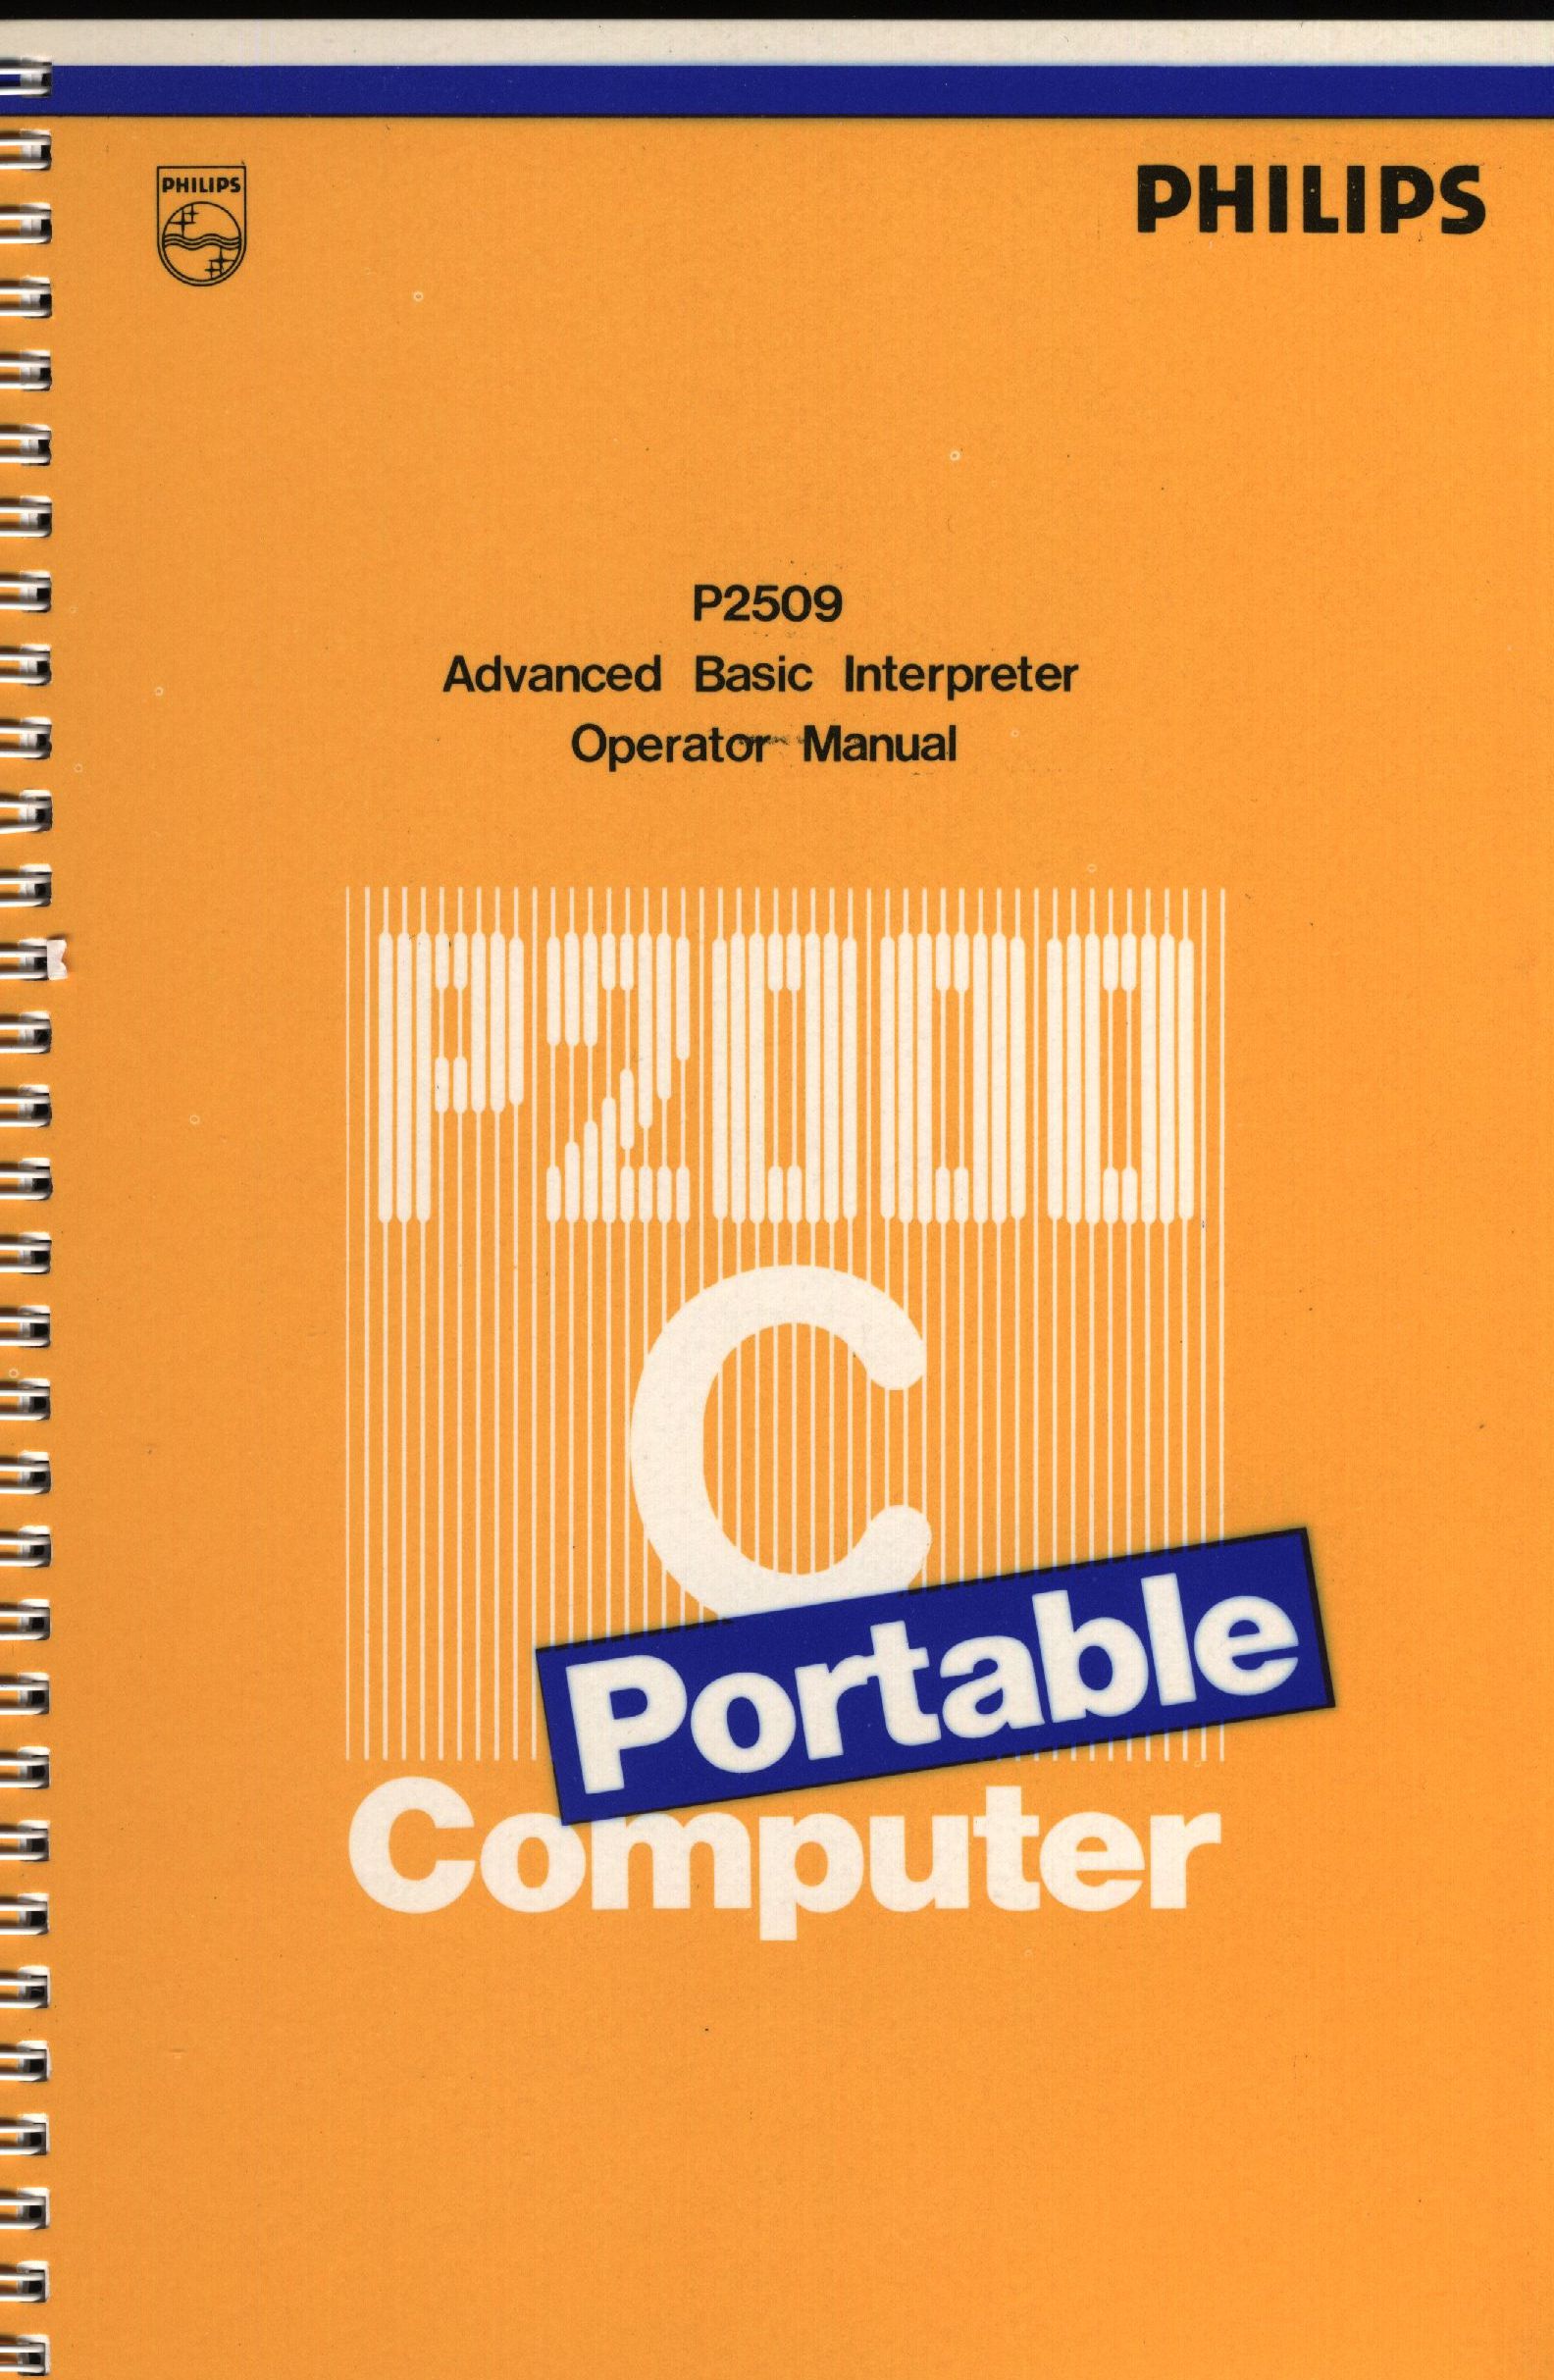 PHILIPS
PHILIPS
P2509
Advanced Basic Interpreter
Operator Manual
P2000
C
Portable
Computer